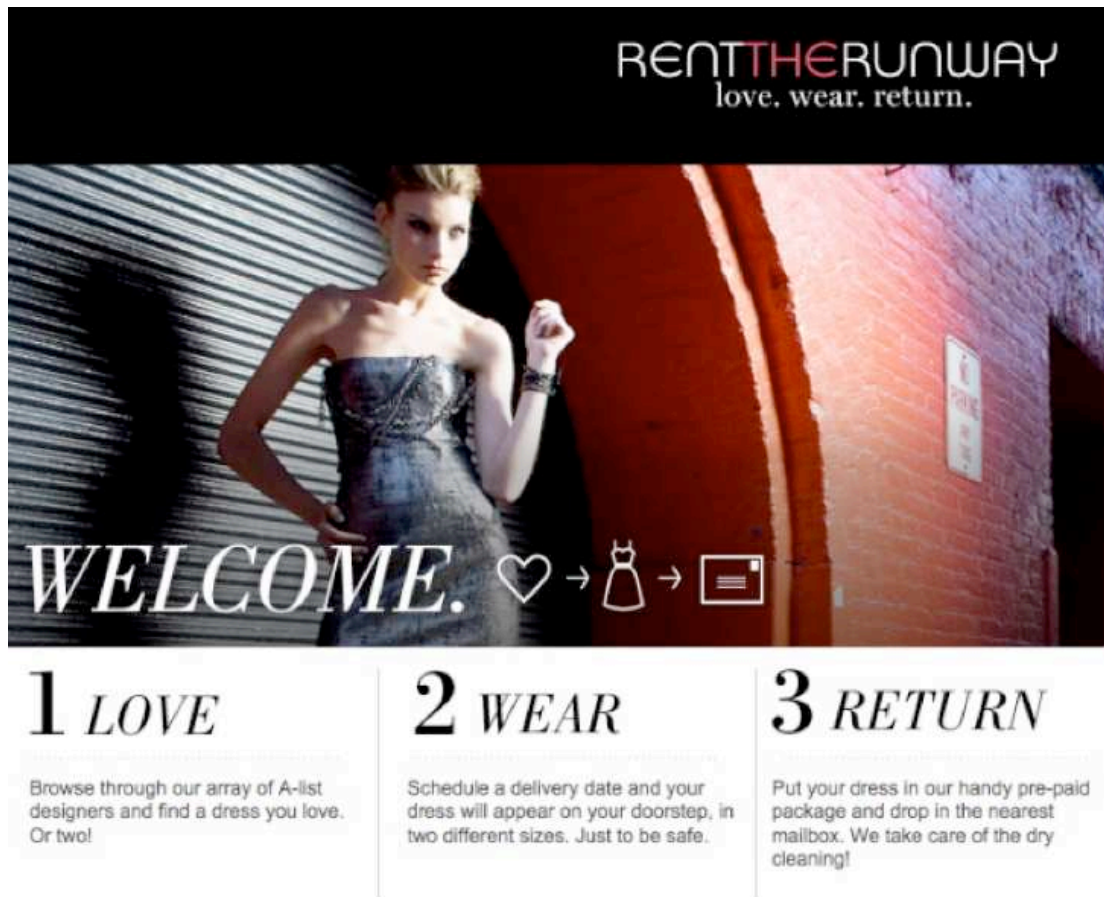 RENTTHERUNWAY
love. wear. return.
PARKING
WELCOME.
1 LOVE
Browse through our array of A-list
designers and find a dress you love.
Or two!
2 WEAR
Schedule a delivery date and your
dress will appear on your doorstep, in
two different sizes. Just to be safe.
3 RETURN
Put your dress in our handy pre-paid
package and drop in the nearest
mailbox. We take care of the dry
cleaning!